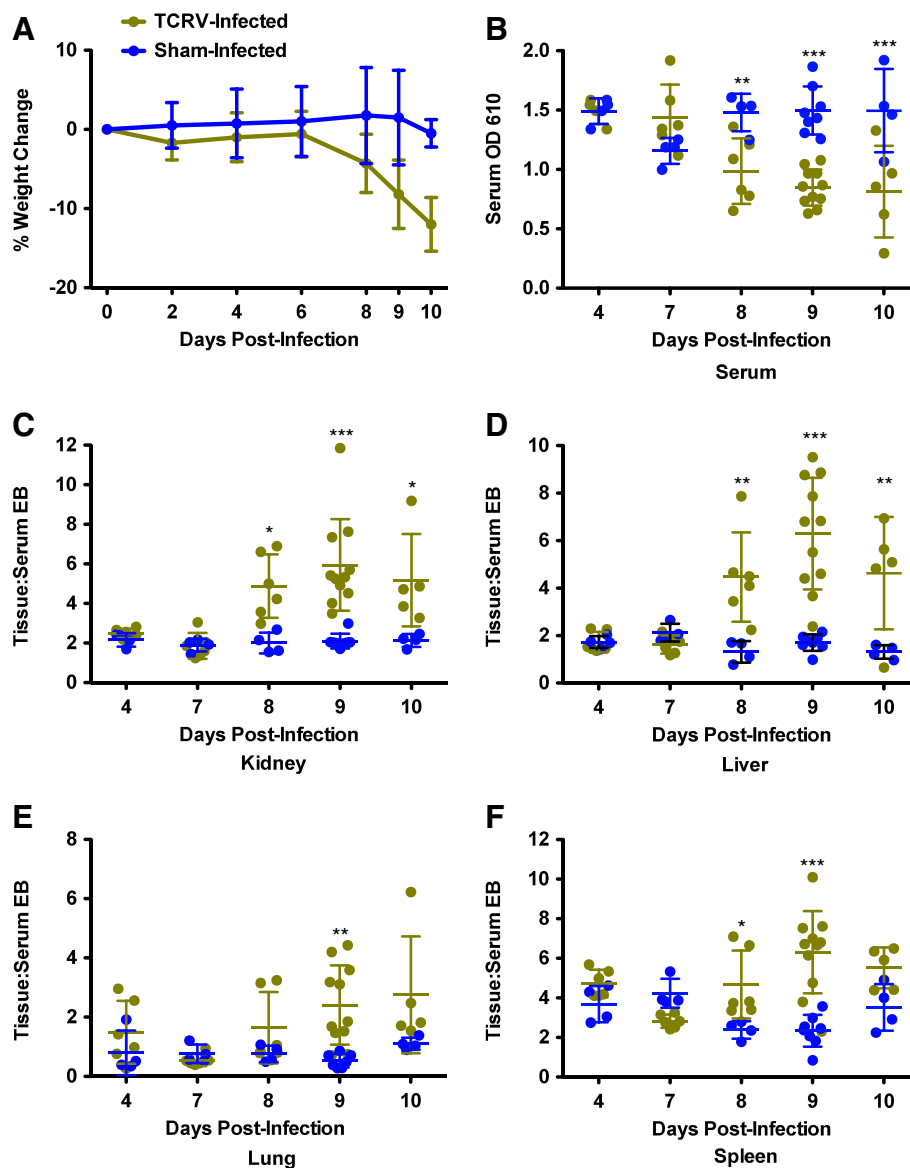 A
TCRV-Infected
Sham-Infected
% Weight Change
10
0
-10
-20
0 2 4 6 8 9 10
Days Post-Infection
B
Serum OD 610
2.0
1.5
1.0
0.5
0.0
** *** ***
4 7 8 9 10
Days Post-Infection
Serum
C
Tissue:Serum EB
12
10
8
6
4
2
0
* *** *
4 7 8 9 10
Days Post-Infection
Kidney
D
Tissue:Serum EB
10
8
6
4
2
0
** *** **
4 7 8 9 10
Days Post-Infection
Liver
E
Tissue:Serum EB
8
6
4
2
0
**
4 7 8 9 10
Days Post-Infection
Lung
F
Tissue:Serum EB
12
10
8
6
4
2
0
* ***
4 7 8 9 10
Days Post-Infection
Spleen